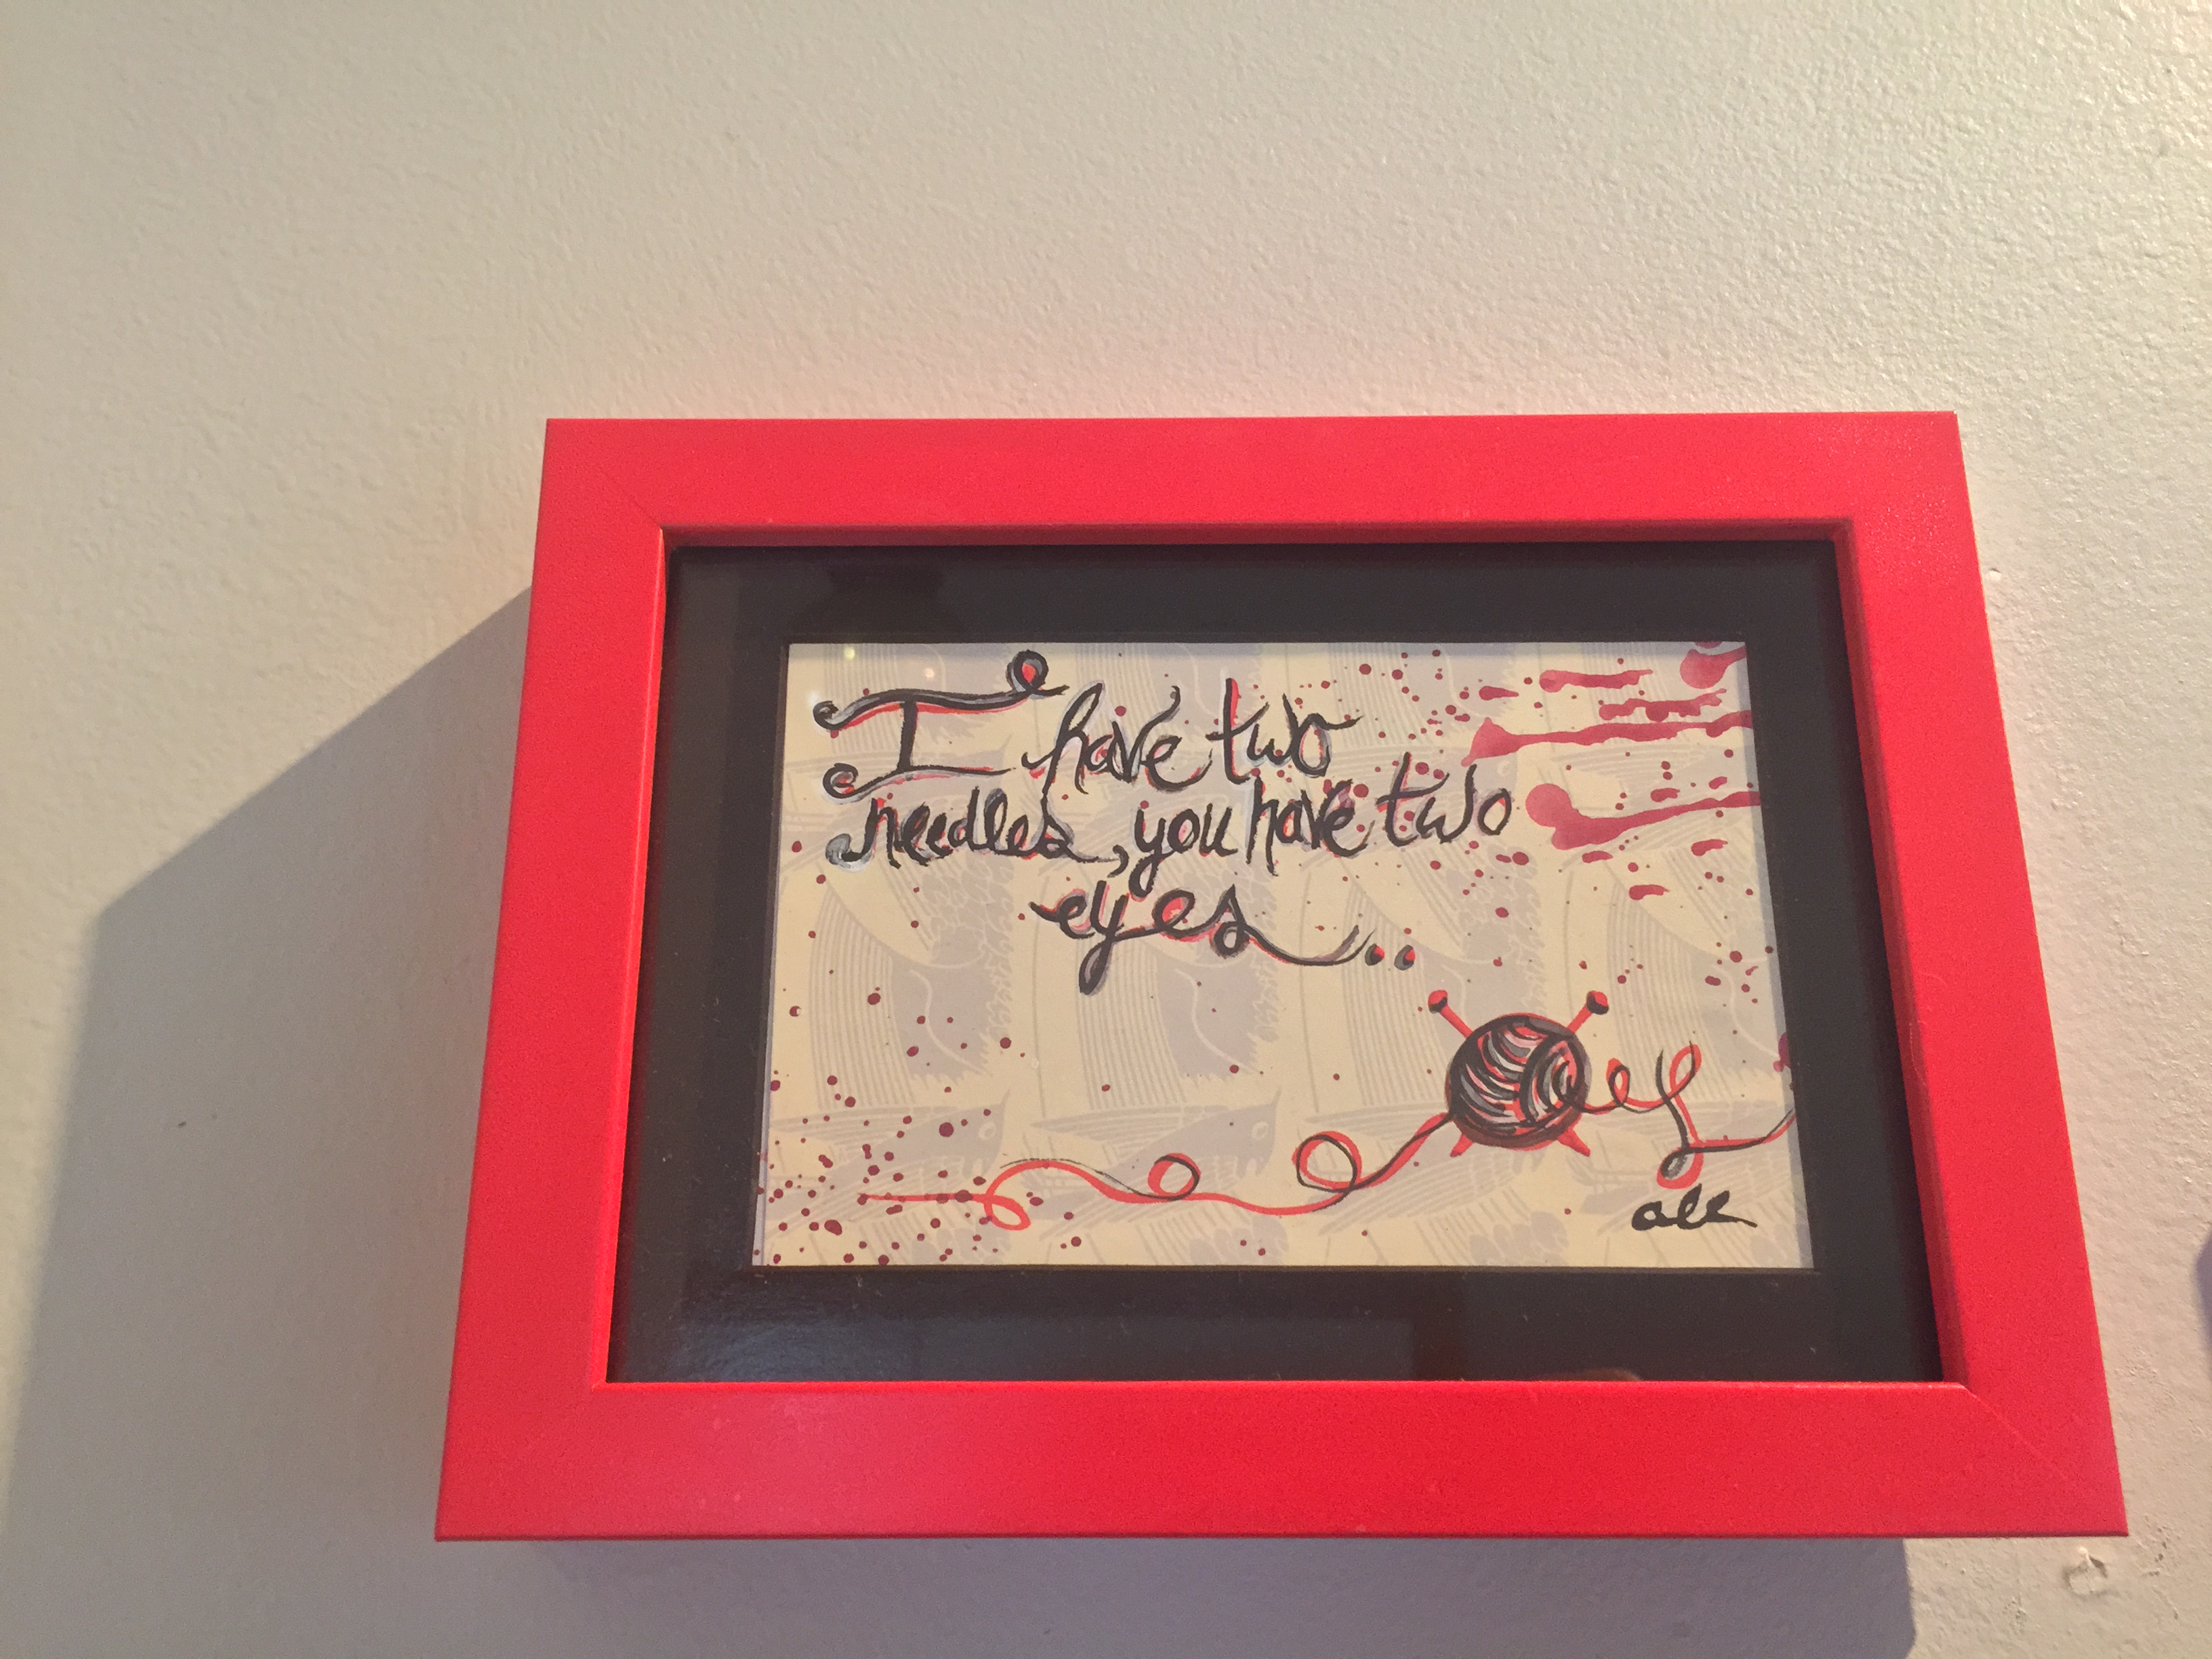 I have two
needles, you have two
eyes..